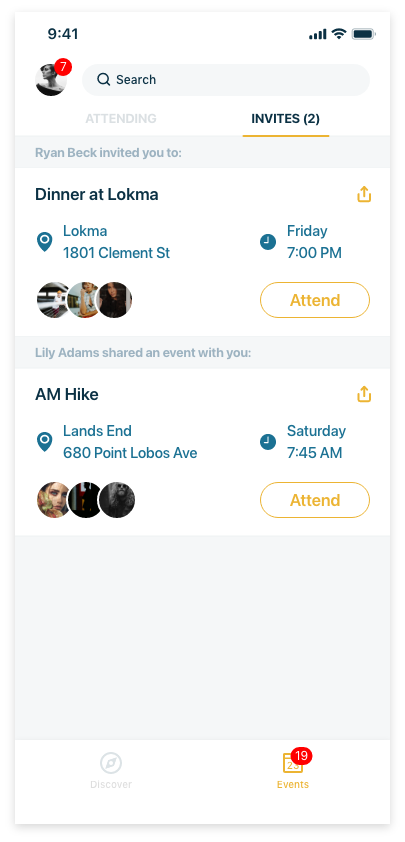 9:41
7
Search
ATTENDING
INVITES (2)
Ryan Beck invited you to:
Dinner at Lokma
Lokma
1801 Clement St
Friday
7:00 PM
Attend
Lily Adams shared an event with you:
AM Hike
Lands End
680 Point Lobos Ave
Saturday
7:45 AM
Attend
Discover
19
Events